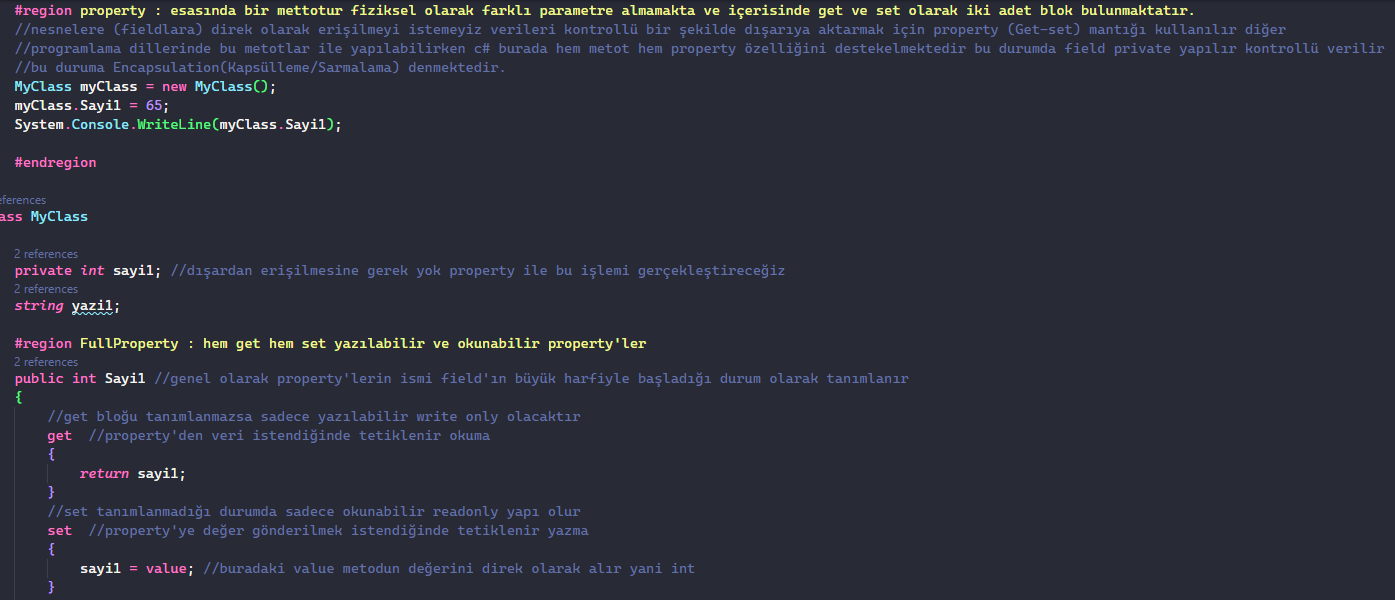 #region property : esasında bir mettotur fiziksel olarak farklı parametre almamakta ve içerisinde get ve set olarak iki adet blok bulunmaktatır.
//nesnelere (fieldlara) direk olarak erişilmeyi istemeyiz verileri kontrollü bir şekilde dışarıya aktarmak için property (Get-set) mantığı kullanılır diğer
//programlama dillerinde bu metotlar ile yapılabilirken c# burada hem metot hem property özelliğini destekelmektedir bu durumda field private yapılır kontrollü verilir
//bu duruma Encapsulation(Kapsülleme/Sarmalama) denmektedir.
MyClass myClass = new MyClass();
myClass.Sayi1 = 65;
System.Console.WriteLine(myClass.Sayi1);
#endregion
eferences
ass MyClass
2 references
private int sayi1; //dışardan erişilmesine gerek yok property ile bu işlemi gerçekleştireceğiz
2 references
string yazi1;
#region FullProperty : hem get hem set yazılabilir ve okunabilir property'ler
2 references
public int Sayi1 //genel olarak property'lerin ismi field'ın büyük harfiyle başladığı durum olarak tanımlanır
{
//get bloğu tanımlanmazsa sadece yazılabilir write only olacaktır
get //property'den veri istendiğinde tetiklenir okuma
{
return sayi1;
}
//set tanımlanmadığı durumda sadece okunabilir readonly yapı olur
set //property'ye değer gönderilmek istendiğinde tetiklenir yazma
{
sayi1 = value; //buradaki value metodun değerini direk olarak alır yani int
}